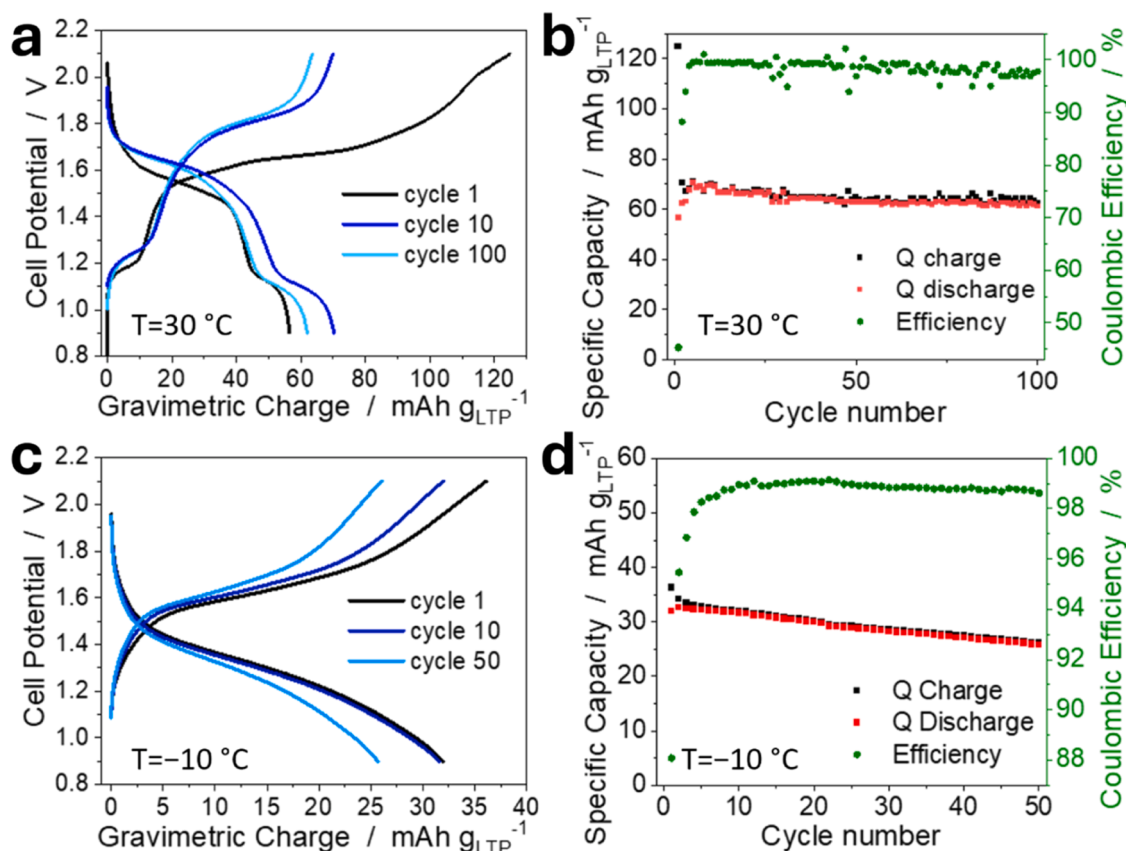 a
2.2
2.0
1.8
1.6
1.4
1.2
1.0
0.8
Cell Potential / V
cycle 1
cycle 10
cycle 100
T=30 °C
0 20 40 60 80 100 120
Gravimetric Charge / mAh gLTP-1
b
120
100
80
60
40
20
0
Specific Capacity / mAh gLTP-1
100
90
80
70
60
50
Coulombic Efficiency / %
Q charge
Q discharge
Efficiency
T=30 °C
0 50 100
Cycle number
c
2.2
2.0
1.8
1.6
1.4
1.2
1.0
0.8
Cell Potential / V
cycle 1
cycle 10
cycle 50
T=−10 °C
0 5 10 15 20 25 30 35 40
Gravimetric Charge / mAh gLTP-1
d
60
50
40
30
20
10
0
Specific Capacity / mAh gLTP-1
100
98
96
94
92
90
88
Coulombic Efficiency / %
Q Charge
Q Discharge
Efficiency
T=−10 °C
0 10 20 30 40 50
Cycle number